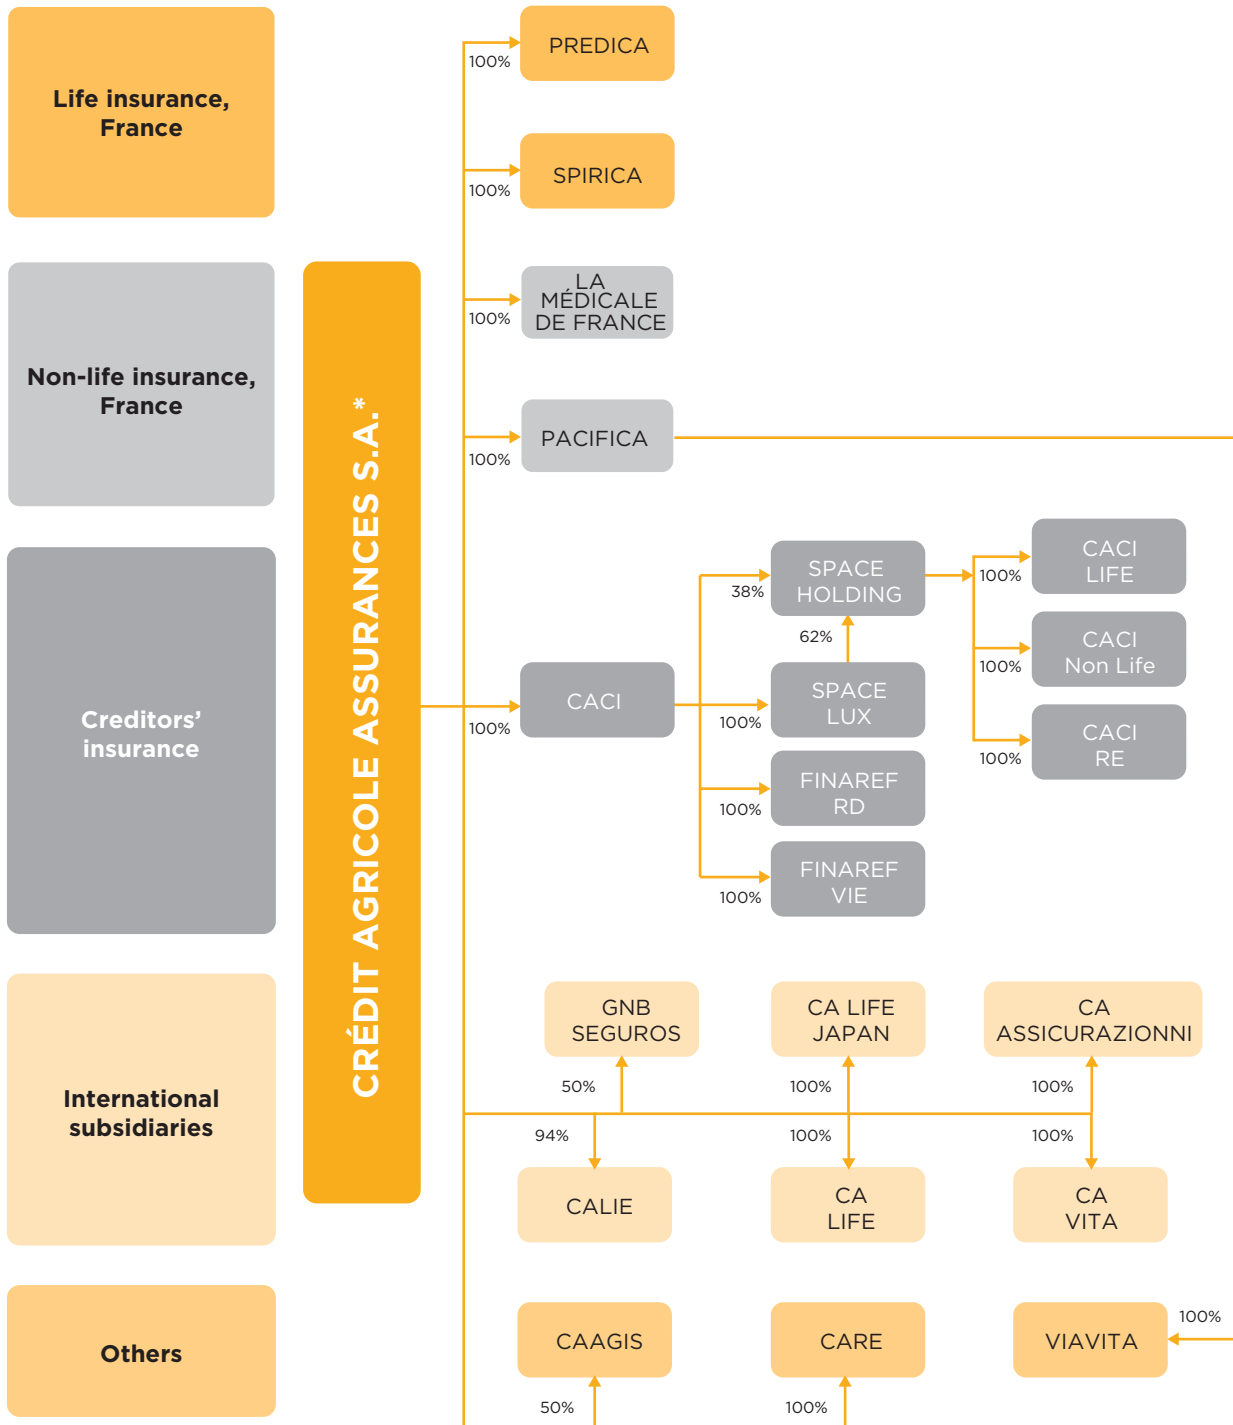 Life insurance,
France
Non-life insurance,
France
Creditors'
insurance
International
subsidiaries
Others
CRÉDIT AGRICOLE ASSURANCES S.A.*
PREDICA
100%
SPIRICA
100%
LA
MÉDICALE
DE FRANCE
100%
PACIFICA
100%
CACI
100%
SPACE
HOLDING
38%
62%
SPACE
LUX
100%
FINAREF
RD
100%
FINAREF
VIE
100%
CACI
LIFE
100%
CACI
Non Life
100%
CACI
RE
100%
GNB
SEGUROS
50%
CA LIFE
JAPAN
100%
CA
ASSICURAZIONNI
100%
94%
CALIE
100%
CA
LIFE
100%
CA
VITA
CAAGIS
50%
CARE
100%
VIAVITA
100%